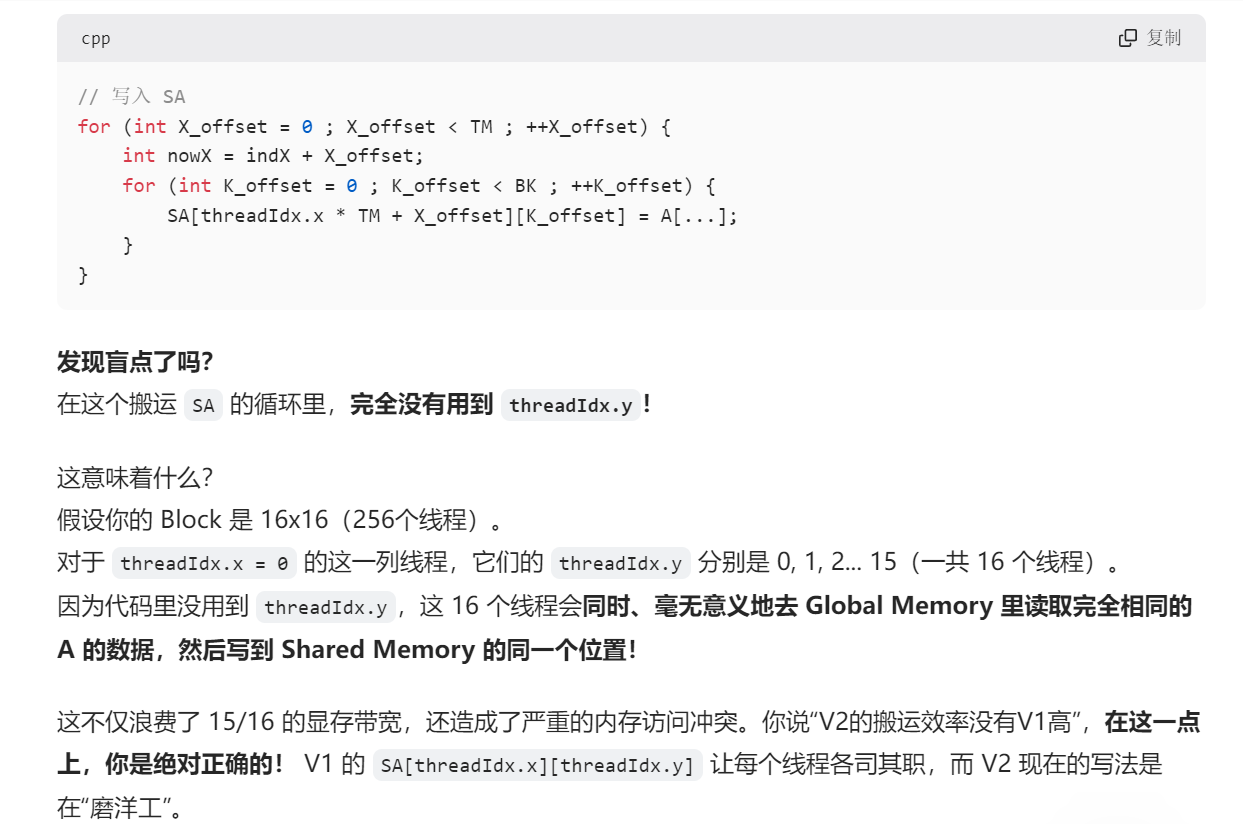 cpp
复制
// 写入 SA
for (int X_offset = 0 ; X_offset < TM ; ++X_offset) {
    int nowX = indX + X_offset;
    for (int K_offset = 0 ; K_offset < BK ; ++K_offset) {
        SA[threadIdx.x * TM + X_offset][K_offset] = A[...];
    }
}
发现盲点了吗？
在这个搬运 SA 的循环里，完全没有用到 threadIdx.y！
这意味着什么？
假设你的 Block 是 16x16（256个线程）。
对于 threadIdx.x = 0 的这一列线程，它们的 threadIdx.y 分别是 0, 1, 2... 15（一共 16 个线程）。
因为代码里没用到 threadIdx.y，这 16 个线程会同时、毫无意义地去 Global Memory 里读取完全相同的
A 的数据，然后写到 Shared Memory 的同一个位置！
这不仅浪费了 15/16 的显存带宽，还造成了严重的内存访问冲突。你说“V2的搬运效率没有V1高”，在这一点
上，你是绝对正确的！ V1 的 SA[threadIdx.x][threadIdx.y] 让每个线程各司其职，而 V2 现在的写法是
在“磨洋工”。